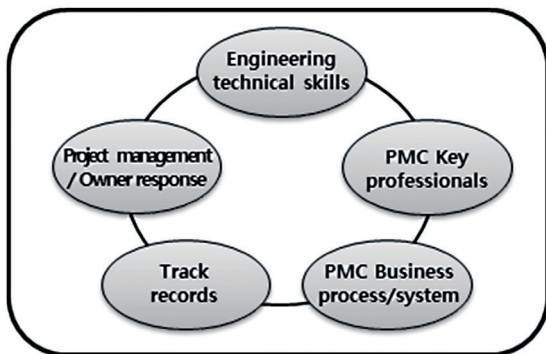 Engineering
technical skills
Project management
/ Owner response
PMC Key
professionals
Track
records
PMC Business
process/system